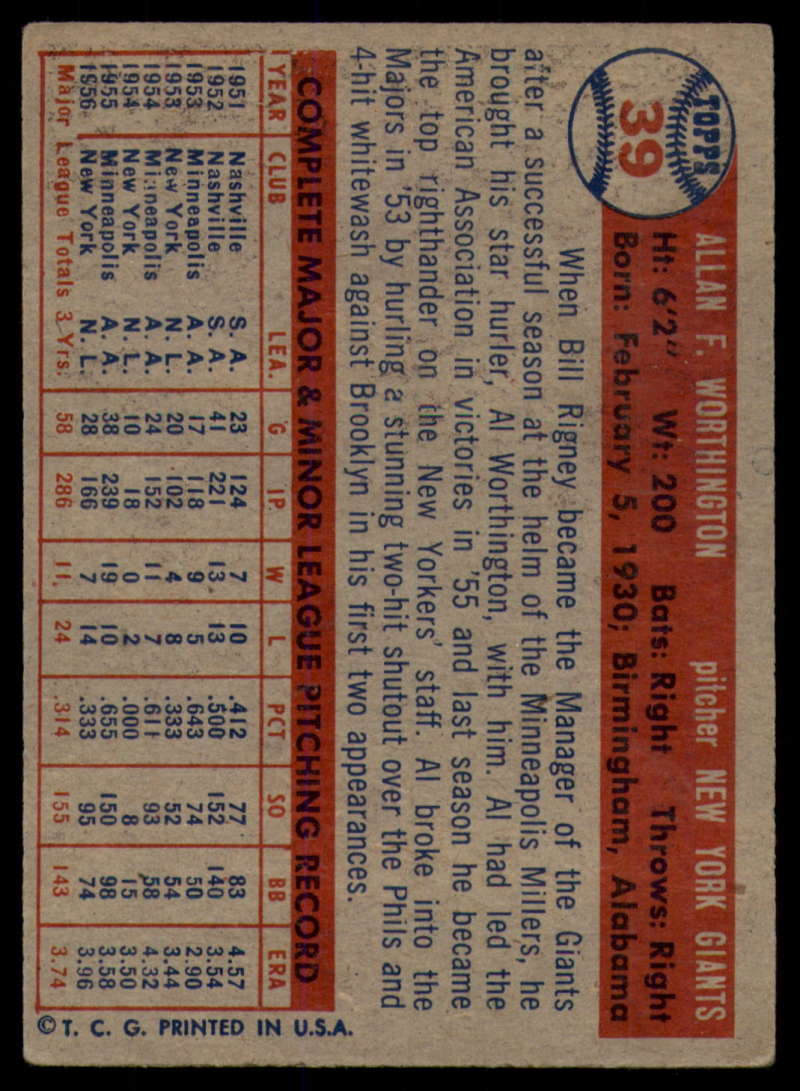 TOPPS
39
ALLAN F. WORTHINGTON pitcher NEW YORK GIANTS
Ht: 6'2" Wt: 200 Bats: Right Throws: Right
Born: February 5, 1930; Birmingham, Alabama
When Bill Rigney became the Manager of the Giants
after a successful season at the helm of the Minneapolis Millers, he
brought his star hurler, Al Worthington, with him. Al had led the
American Association in victories in '55 and last season he became
the top righthander on the New Yorkers' staff. Al broke into the
Majors in '53 by hurling a stunning two-hit shutout over the Phils and
4-hit whitewash against Brooklyn in his first two appearances.
COMPLETE MAJOR & MINOR LEAGUE PITCHING RECORD
YEAR CLUB LEA. G IP W L PCT SO BB ERA
1951 Nashville S. A. 23 124 7 10 .412 77 83 4.57
1952 Nashville S. A. 41 221 13 13 .500 152 140 3.54
1953 Minneapolis A. A. 17 118 9 5 .643 74 50 2.90
1953 New York N. L. 20 102 4 8 .333 52 54 3.44
1954 Minneapolis A. A. 24 152 11 7 .611 93 58 4.32
1954 New York N. L. 10 18 0 2 .000 8 15 3.50
1955 Minneapolis A. A. 38 239 19 10 .655 150 98 3.58
1956 New York N. L. 28 166 7 14 .333 95 74 3.96
Major League Totals 3 Yrs. 58 286 11 24 .314 155 143 3.74
© T. C. G. PRINTED IN U.S.A.